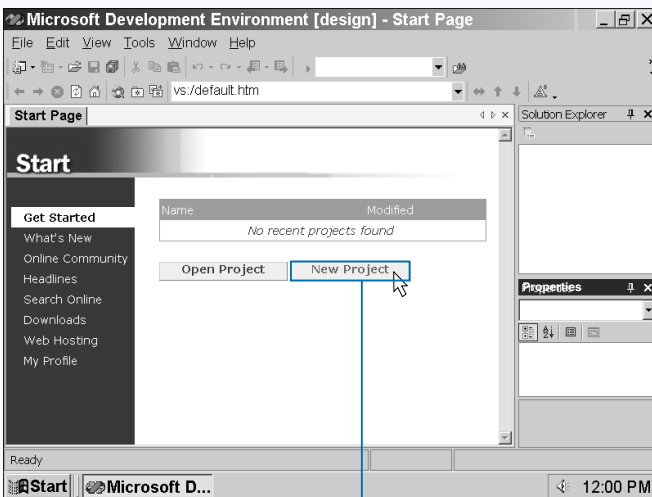 Microsoft Development Environment [design] - Start Page
File Edit View Tools Window Help
vs:/default.htm
Start Page
Solution Explorer
Start
Get Started
What's New
Online Community
Headlines
Search Online
Downloads
Web Hosting
My Profile
Name Modified
No recent projects found
Open Project New Project
Properties
Ready
Start Microsoft D... 12:00 PM